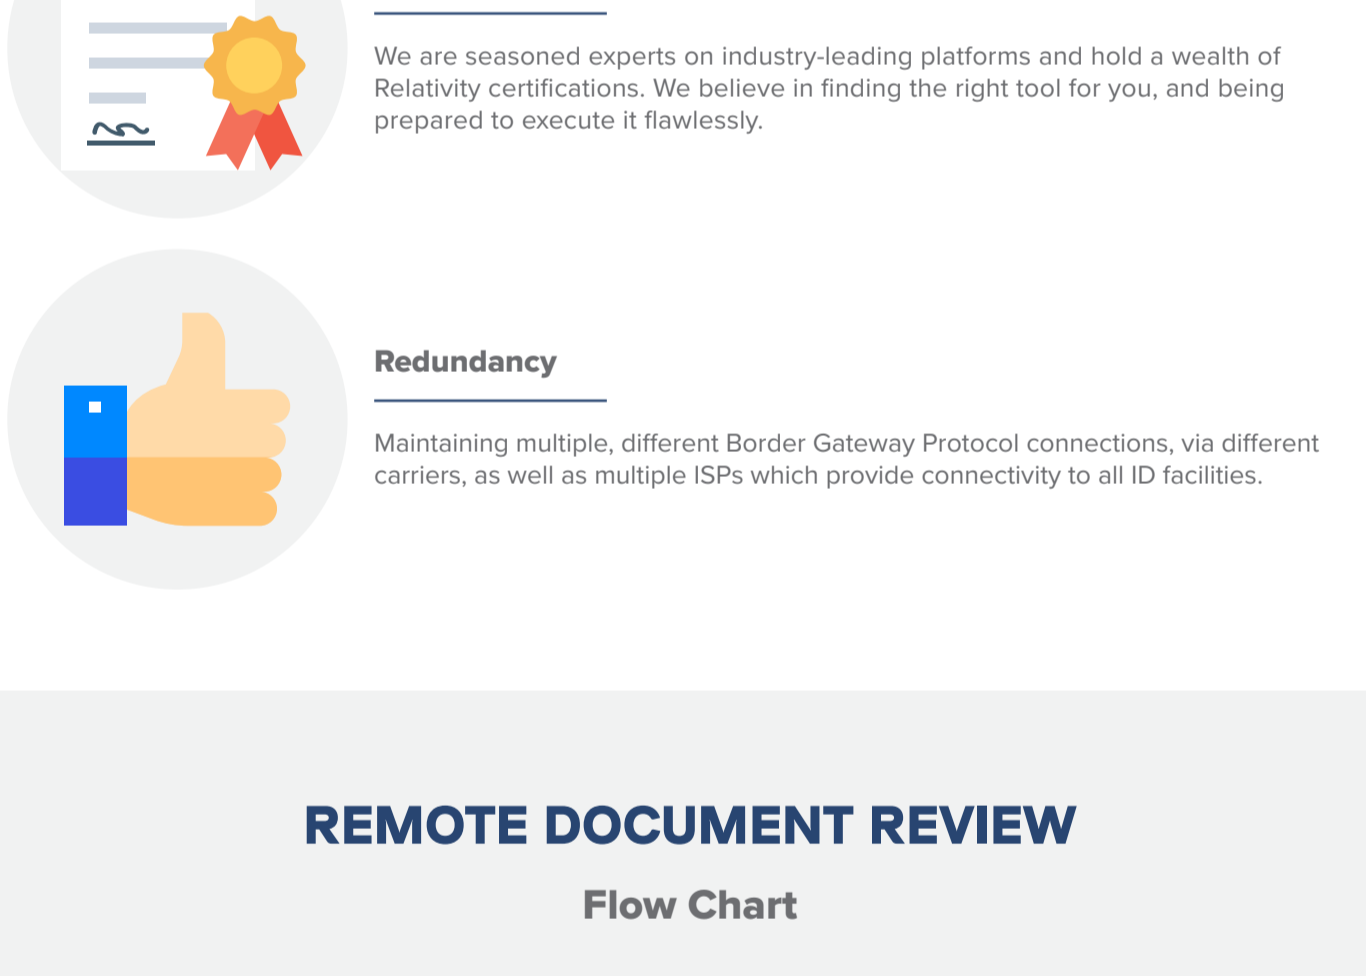 We are seasoned experts on industry-leading platforms and hold a wealth of
Relativity certifications. We believe in finding the right tool for you, and being
prepared to execute it flawlessly.
Redundancy
Maintaining multiple, different Border Gateway Protocol connections, via different
carriers, as well as multiple ISPs which provide connectivity to all ID facilities.
REMOTE DOCUMENT REVIEW
Flow Chart